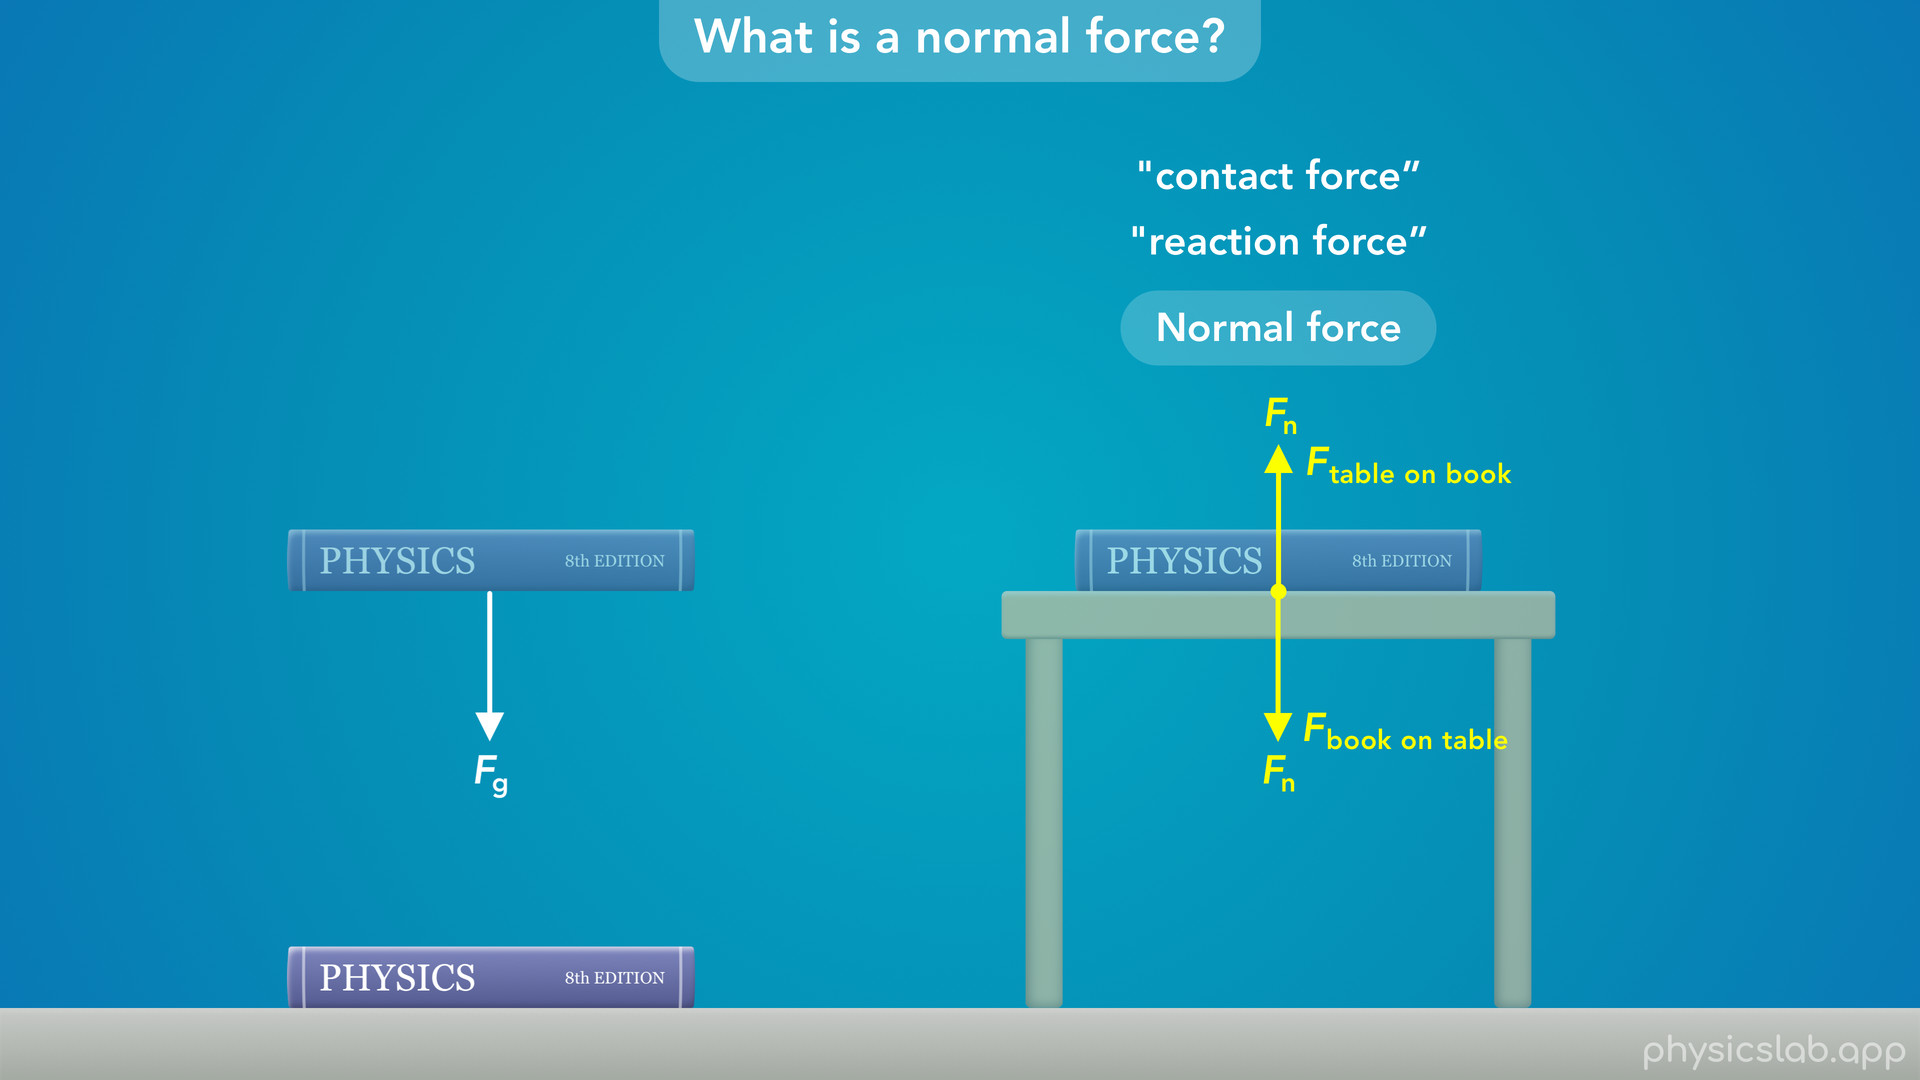 What is a normal force?
"contact force”
"reaction force”
Normal force
Fn
Ftable on book
PHYSICS 8th EDITION
PHYSICS 8th EDITION
Fbook on table
Fg
Fn
PHYSICS 8th EDITION
physicslab.app